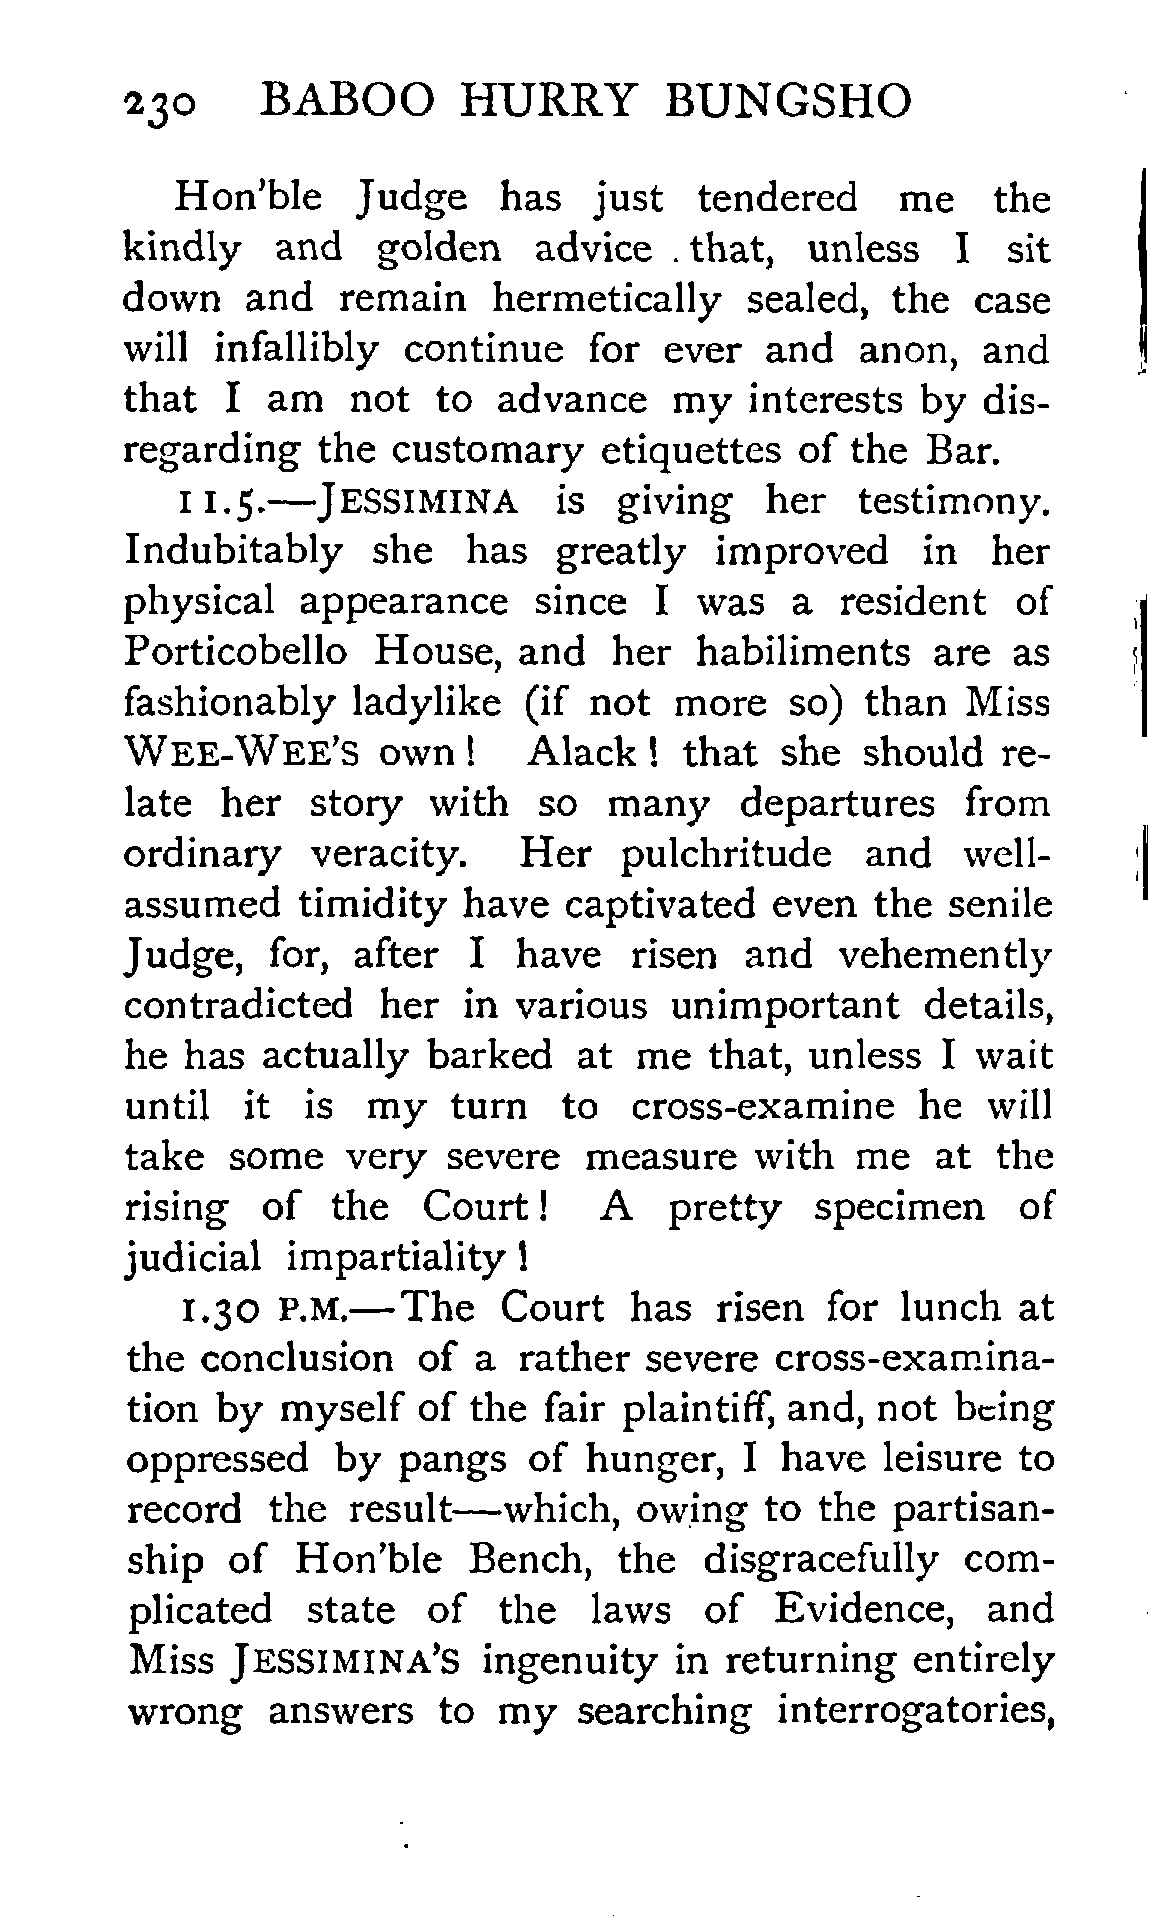 230 BABOO HURRY BUNGSHO
Hon'ble Judge has just tendered me the
kindly and golden advice that, unless I sit
down and remain hermetically sealed, the case
will infallibly continue for ever and anon, and
that I am not to advance my interests by dis-
regarding the customary etiquettes of the Bar.
11.5.—JESSIMINA is giving her testimony.
Indubitably she has greatly improved in her
physical appearance since I was a resident of
Porticobello House, and her habiliments are as
fashionably ladylike (if not more so) than Miss
WEE-WEE'S own! Alack! that she should re-
late her story with so many departures from
ordinary veracity. Her pulchritude and well-
assumed timidity have captivated even the senile
Judge, for, after I have risen and vehemently
contradicted her in various unimportant details,
he has actually barked at me that, unless I wait
until it is my turn to cross-examine he will
take some very severe measure with me at the
rising of the Court! A pretty specimen of
judicial impartiality!
1.30 P.M.—The Court has risen for lunch at
the conclusion of a rather severe cross-examina-
tion by myself of the fair plaintiff, and, not being
oppressed by pangs of hunger, I have leisure to
record the result—which, owing to the partisan-
ship of Hon'ble Bench, the disgracefully com-
plicated state of the laws of Evidence, and
Miss JESSIMINA'S ingenuity in returning entirely
wrong answers to my searching interrogatories,